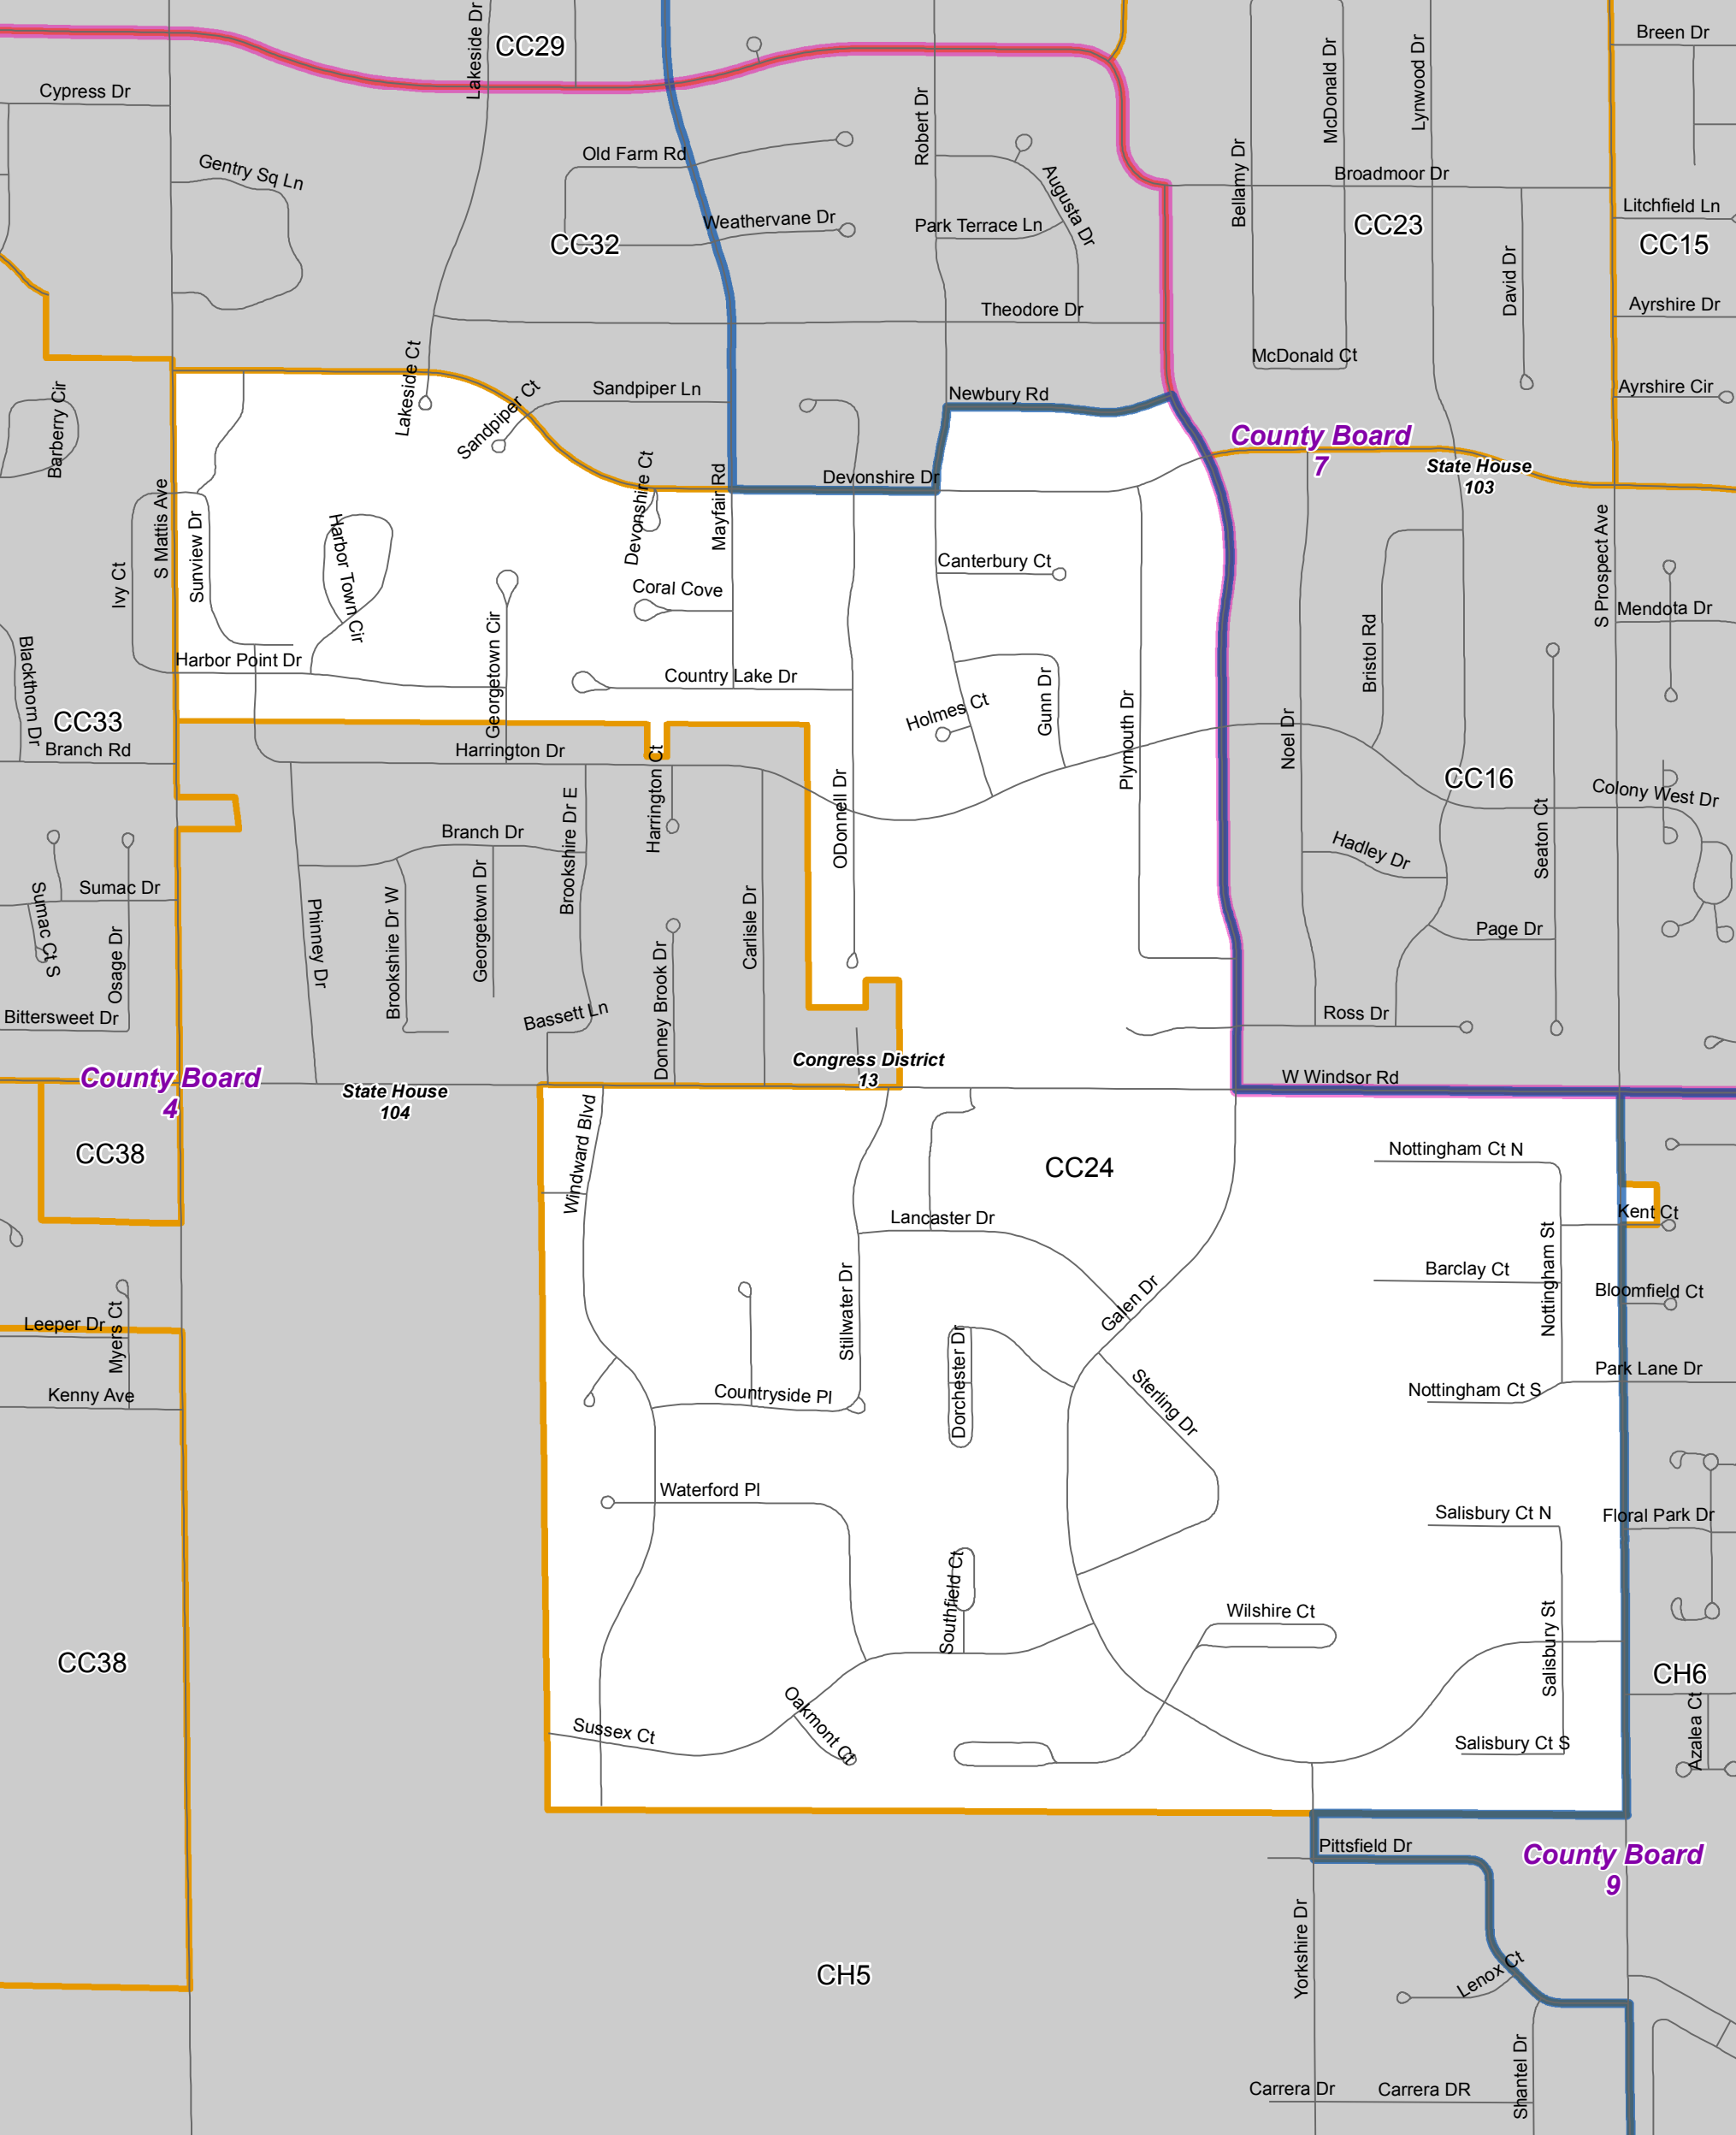 CC29
Lakeside Dr
Breen Dr
Cypress Dr
McDonald Dr
Lynwood Dr
Robert Dr
Old Farm Rd
Gentry Sq Ln
Bellamy Dr
Broadmoor Dr
Augusta Dr
Weathervane Dr
Park Terrace Ln
CC23
Litchfield Ln
CC32
CC15
David Dr
Theodore Dr
Ayrshire Dr
McDonald Ct
Lakeside Ct
Sandpiper Ct
Sandpiper Ln
Newbury Rd
Ayrshire Cir
Barberry Cir
County Board
7
State House
103
Devonshire Dr
Devonshire Ct
Mayfair Rd
S Mattis Ave
Sunview Dr
Ivy Ct
Harbor Town Cir
Canterbury Ct
Coral Cove
S Prospect Ave
Mendota Dr
Georgetown Cir
Bristol Rd
Harbor Point Dr
Country Lake Dr
Blackthorn Dr
Gunn Dr
Holmes Ct
Plymouth Dr
Noel Dr
CC33
Branch Rd
Harrington Dr
CC16
Colony West Dr
Harrington Ct
ODonnell Dr
Branch Dr
Brookshire Dr E
Hadley Dr
Seaton Ct
Sumac Dr
Sumac Ct S
Osage Dr
Phinney Dr
Brookshire Dr W
Georgetown Dr
Carlisle Dr
Page Dr
Donney Brook Dr
Bittersweet Dr
Bassett Ln
Ross Dr
Congress District
13
County Board
4
State House
104
W Windsor Rd
Windward Blvd
CC38
CC24
Nottingham Ct N
Lancaster Dr
Kent Ct
Nottingham St
Barclay Ct
Bloomfield Ct
Stillwater Dr
Galen Dr
Leeper Dr
Myers Ct
Dorchester Dr
Park Lane Dr
Kenny Ave
Countryside Pl
Sterling Dr
Nottingham Ct S
Waterford Pl
Salisbury Ct N
Floral Park Dr
Southfield Ct
Wilshire Ct
Salisbury St
CC38
CH6
Azalea Ct
Sussex Ct
Oakmont Ct
Salisbury Ct S
Pittsfield Dr
County Board
9
Yorkshire Dr
CH5
Lenox Ct
Shantel Dr
Carrera Dr
Carrera DR